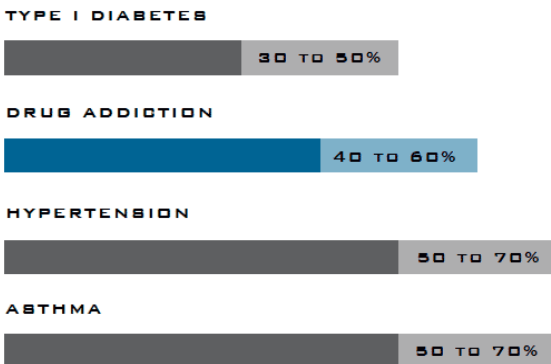 TYPE I DIABETES
30 TO 50%
DRUG ADDICTION
40 TO 60%
HYPERTENSION
50 TO 70%
ASTHMA
50 TO 70%